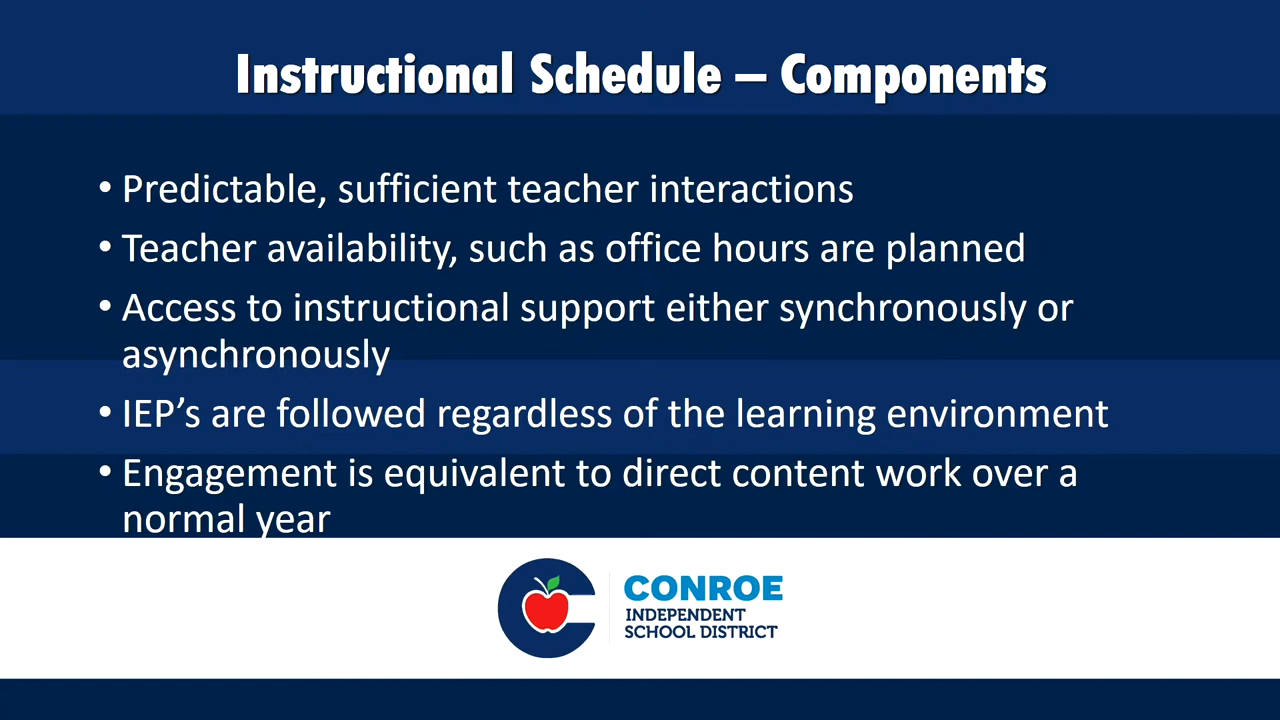 Instructional Schedule – Components
• Predictable, sufficient teacher interactions
• Teacher availability, such as office hours are planned
• Access to instructional support either synchronously or
asynchronously
• IEP’s are followed regardless of the learning environment
• Engagement is equivalent to direct content work over a
normal year
CONROE
INDEPENDENT
SCHOOL DISTRICT